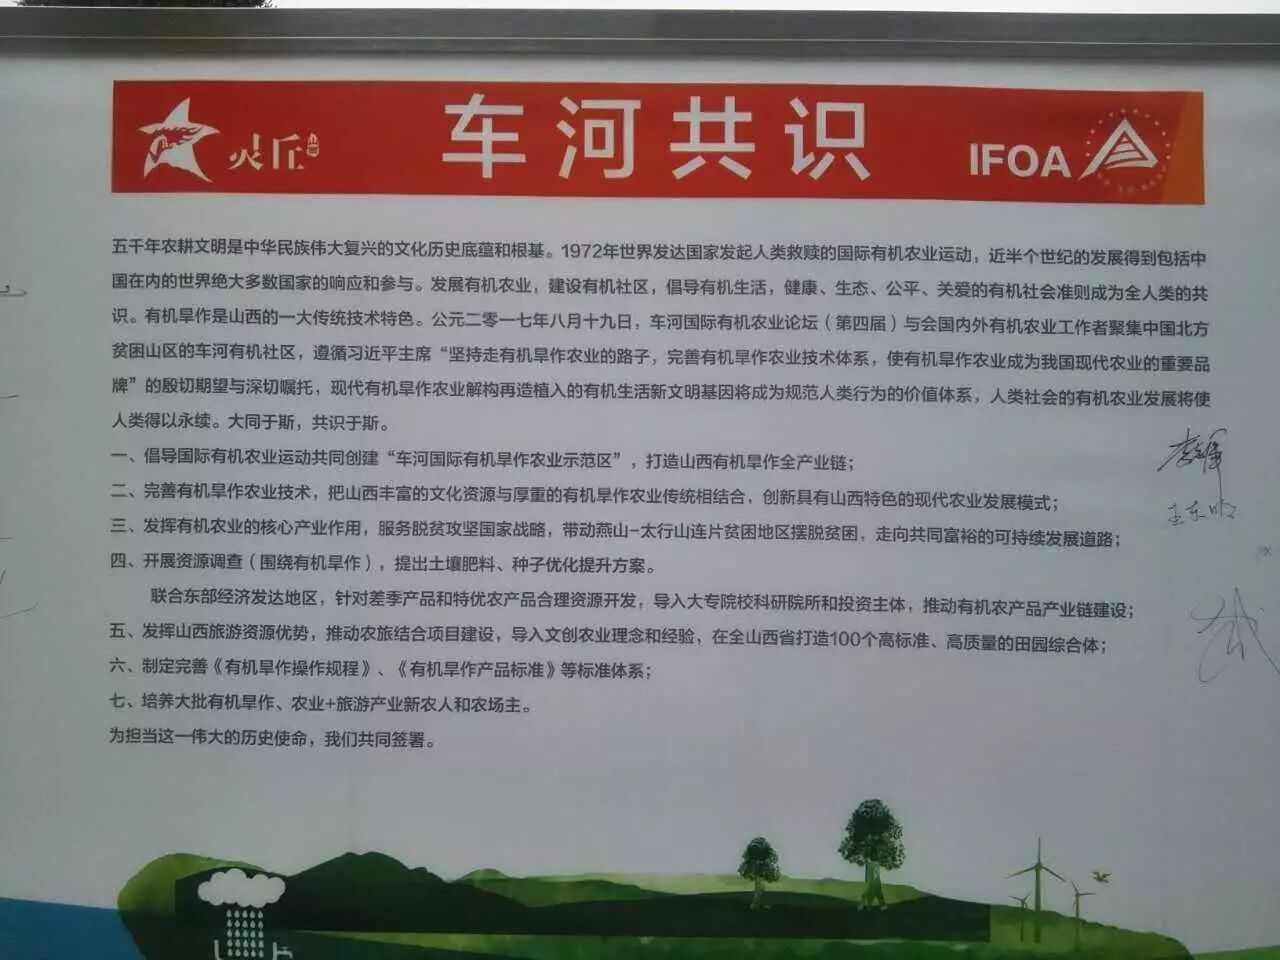 灵丘
车河共识
IFOA
五千年农耕文明是中华民族伟大复兴的文化历史底蕴和根基。1972年世界发达国家发起人类救赎的国际有机农业运动，近半个世纪的发展得到包括中
国在内的世界绝大多数国家的响应和参与。发展有机农业，建设有机社区，倡导有机生活，健康、生态、公平、关爱的有机社会准则成为全人类的共
识。有机旱作是山西的一大传统技术特色。公元二零一七年八月十九日，车河国际有机农业论坛（第四届）与会国内外有机农业工作者聚集中国北方
贫困山区的车河有机社区，遵循习近平主席“坚持走有机旱作农业的路子，完善有机旱作农业技术体系，使有机旱作农业成为我国现代农业的重要品
牌”的殷切期望与深切嘱托，现代有机旱作农业解构再造植入的有机生活新文明基因将成为规范人类行为的价值体系，人类社会的有机农业发展将使
人类得以永续。大同于斯，共识于斯。
一、倡导国际有机农业运动共同创建“车河国际有机旱作农业示范区”，打造山西有机旱作全产业链；
二、完善有机旱作农业技术，把山西丰富的文化资源与厚重的有机旱作农业传统相结合，创新具有山西特色的现代农业发展模式；
三、发挥有机农业的核心产业作用，服务脱贫攻坚国家战略，带动燕山-太行山连片贫困地区摆脱贫困，走向共同富裕的可持续发展道路；
四、开展资源调查（围绕有机旱作），提出土壤肥料、种子优化提升方案。
联合东部经济发达地区，针对差季产品和特优农产品合理资源开发，导入大专院校科研院所和投资主体，推动有机农产品产业链建设；
五、发挥山西旅游资源优势，推动农旅结合项目建设，导入文创农业理念和经验，在全山西省打造100个高标准、高质量的田园综合体；
六、制定完善《有机旱作操作规程》、《有机旱作产品标准》等标准体系；
七、培养大批有机旱作、农业+旅游产业新农人和农场主。
为担当这一伟大的历史使命，我们共同签署。